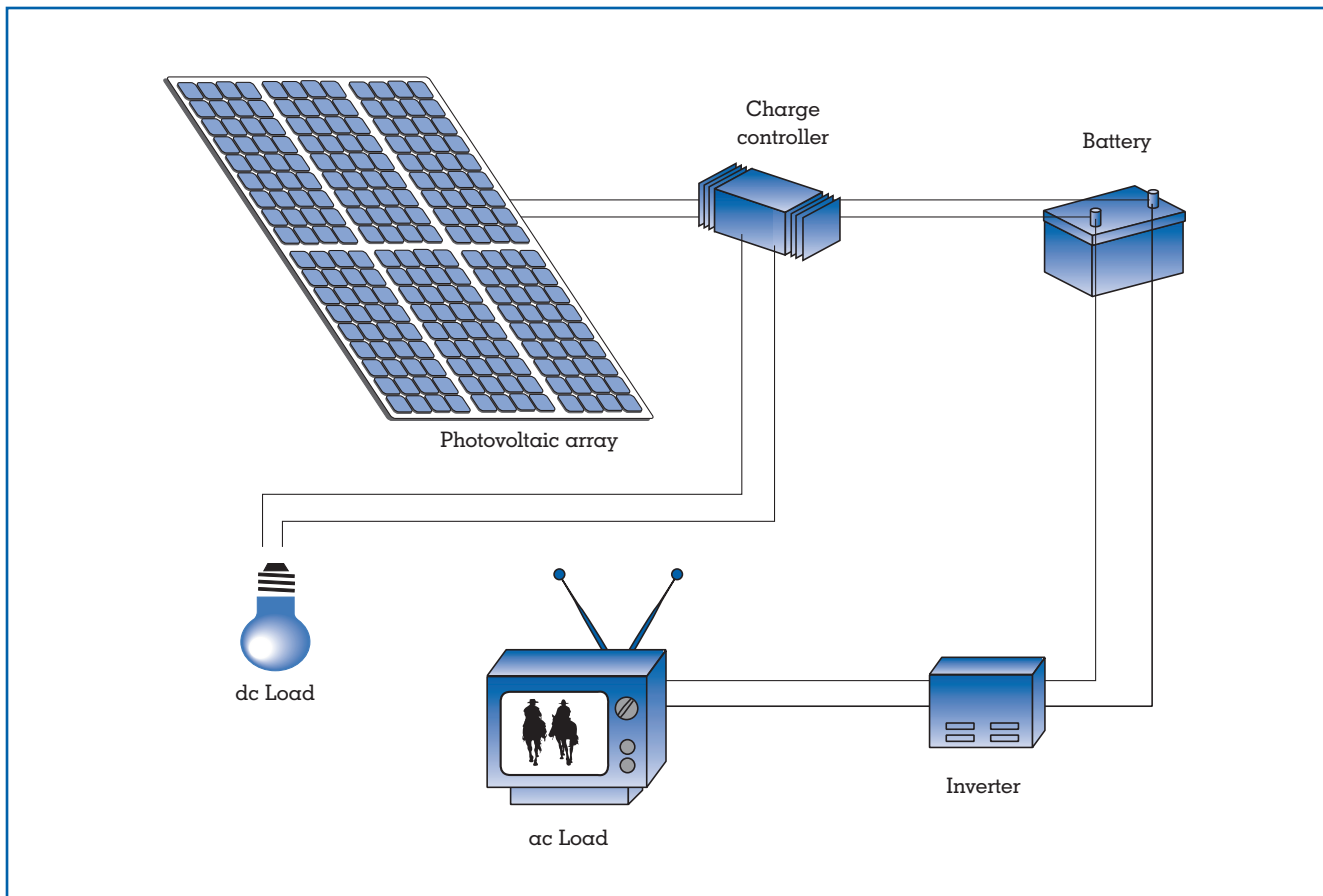 Charge
controller
Battery
Photovoltaic array
dc Load
Inverter
ac Load